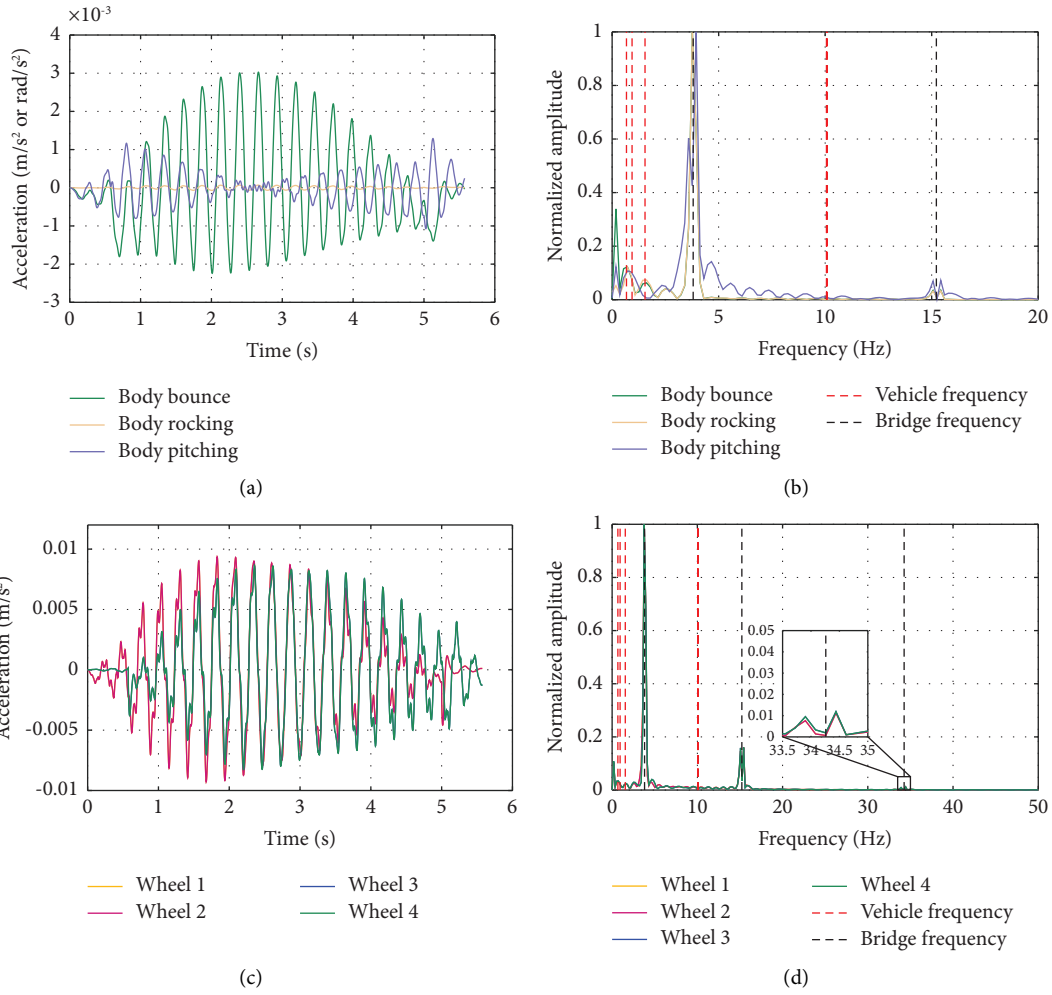 ×10⁻³
4
3
2
1
0
-1
-2
-3
Acceleration (m/s² or rad/s²)
0 1 2 3 4 5 6
Time (s)
Body bounce
Body rocking
Body pitching
(a)
1
0.8
0.6
0.4
0.2
0
Normalized amplitude
0 5 10 15 20
Frequency (Hz)
Body bounce Vehicle frequency
Body rocking Bridge frequency
Body pitching
(b)
0.01
0.005
0
-0.005
-0.01
Acceleration (m/s²)
0 1 2 3 4 5 6
Time (s)
Wheel 1 Wheel 3
Wheel 2 Wheel 4
(c)
1
0.8
0.6
0.4
0.2
0
Normalized amplitude
0.05
0.04
0.03
0.02
0.01
0
33.5 34 34.5 35
0 10 20 30 40 50
Frequency (Hz)
Wheel 1 Wheel 4
Wheel 2 Vehicle frequency
Wheel 3 Bridge frequency
(d)